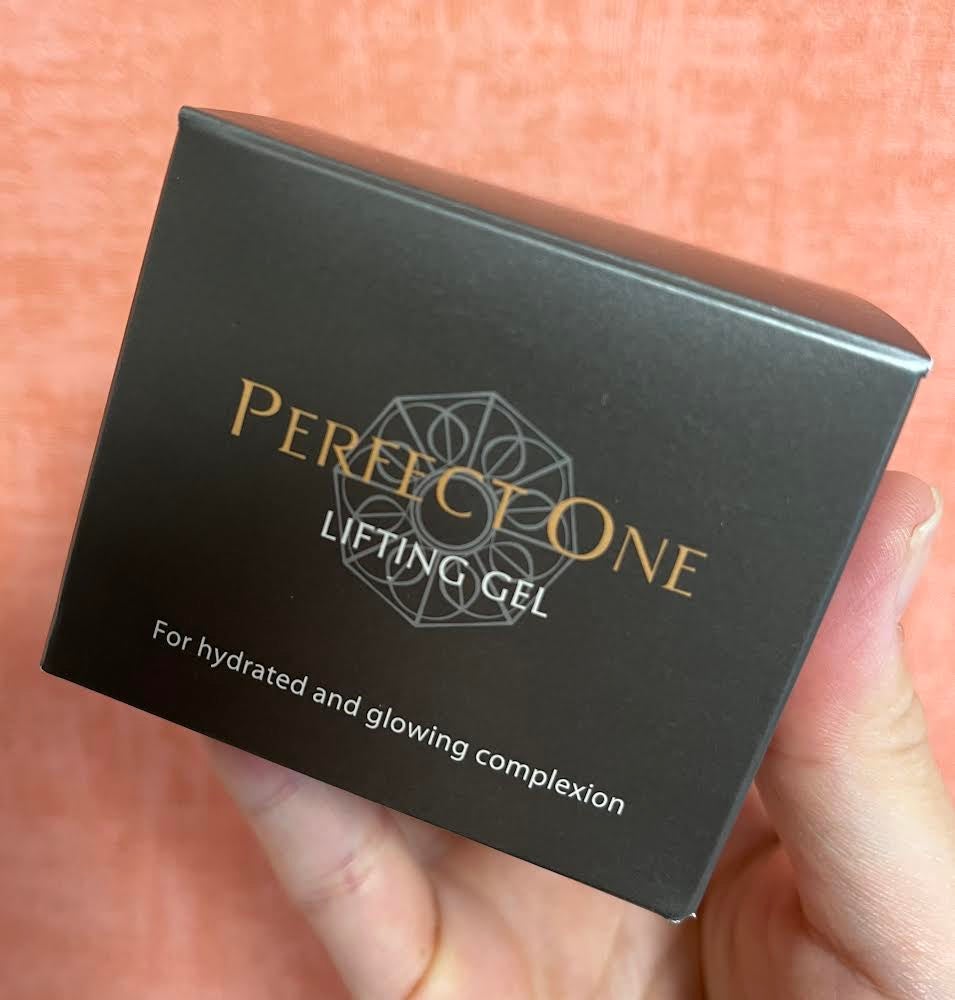 PERFECT ONE
LIFTING GEL
For hydrated and glowing complexion